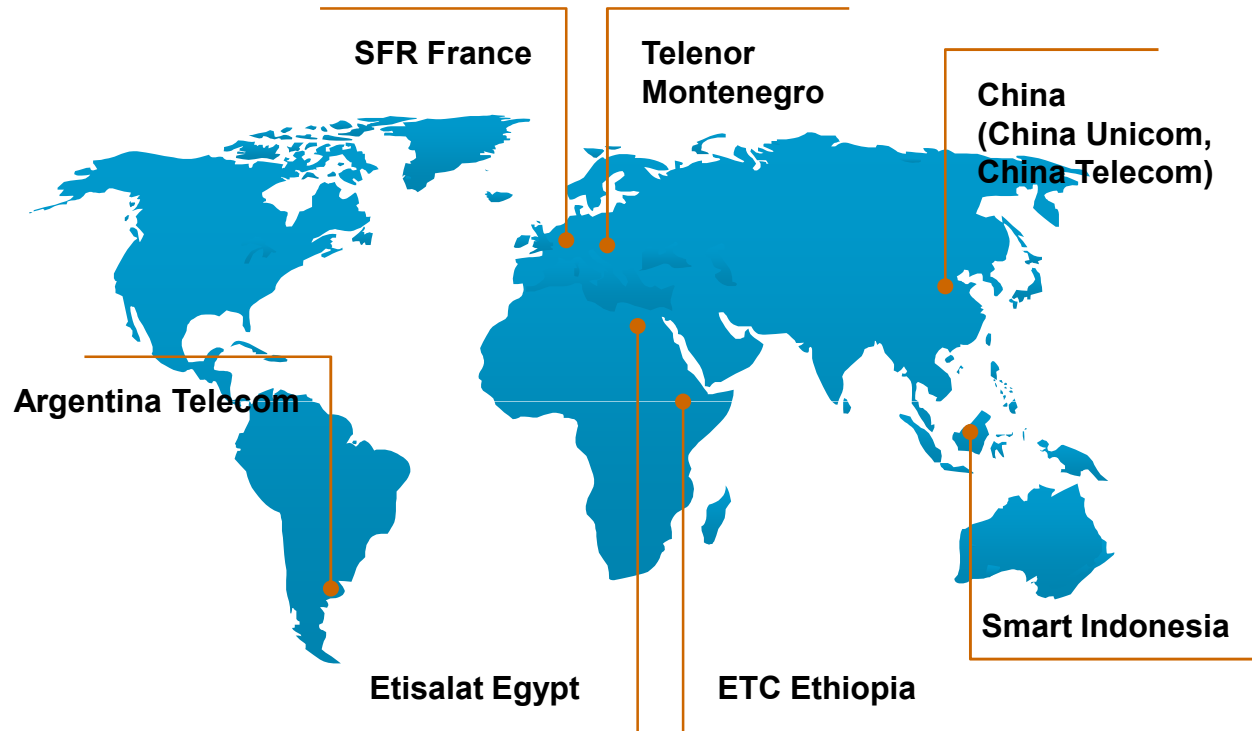 SFR France
Telenor
Montenegro
China
(China Unicom,
China Telecom)
Argentina Telecom
Smart Indonesia
Etisalat Egypt
ETC Ethiopia